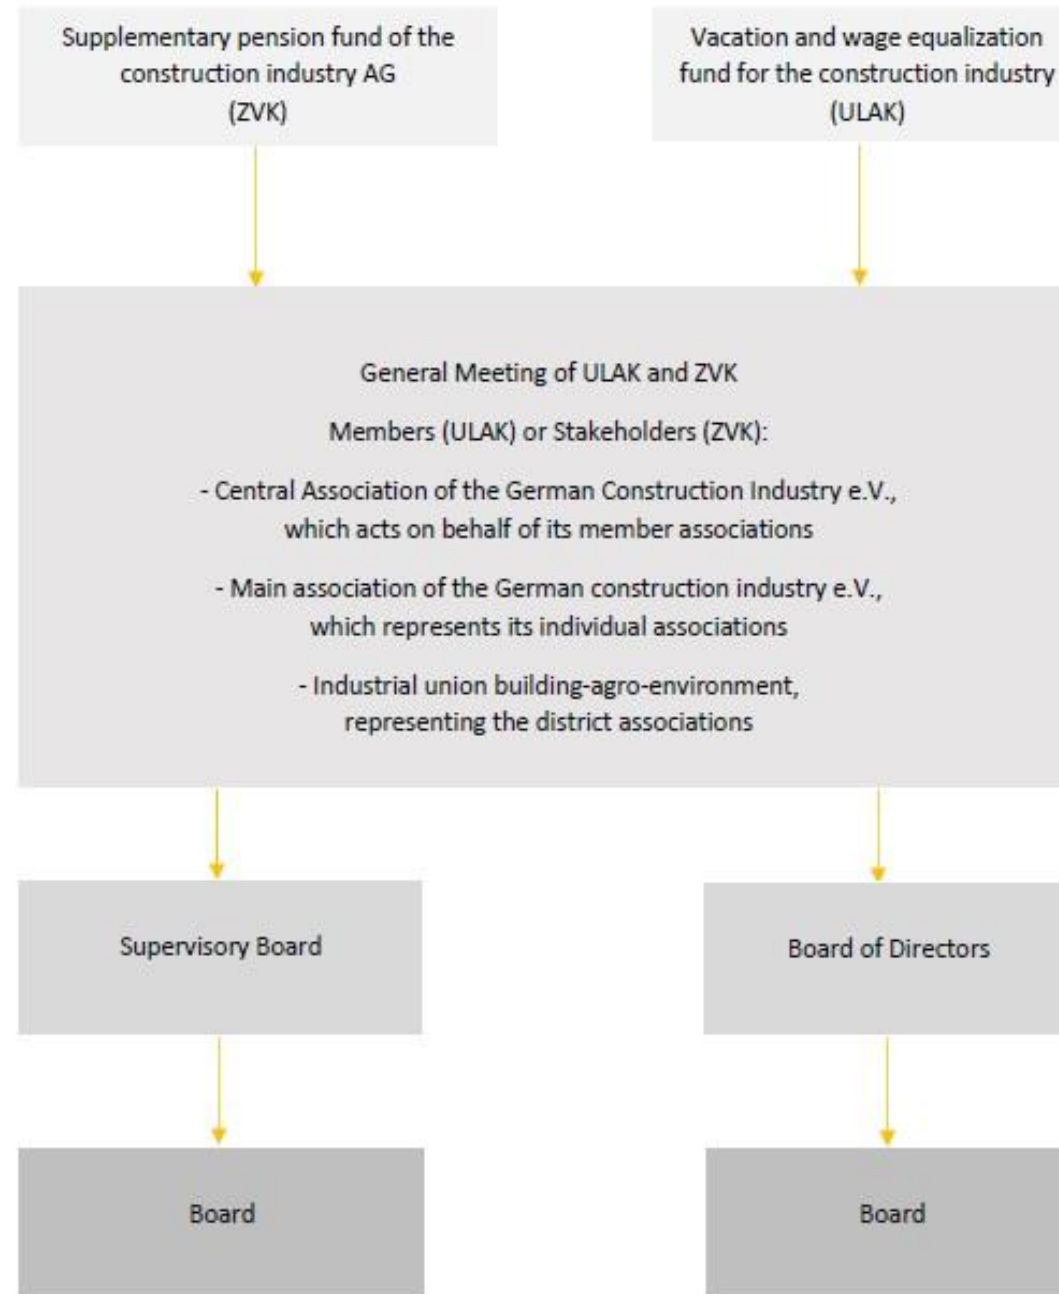 Supplementary pension fund of the
construction industry AG
(ZVK)
Vacation and wage equalization
fund for the construction industry
(ULAK)
General Meeting of ULAK and ZVK
Members (ULAK) or Stakeholders (ZVK):
- Central Association of the German Construction Industry e.V.,
which acts on behalf of its member associations
- Main association of the German construction industry e.V.,
which represents its individual associations
- Industrial union building-agro-environment,
representing the district associations
Supervisory Board
Board of Directors
Board
Board